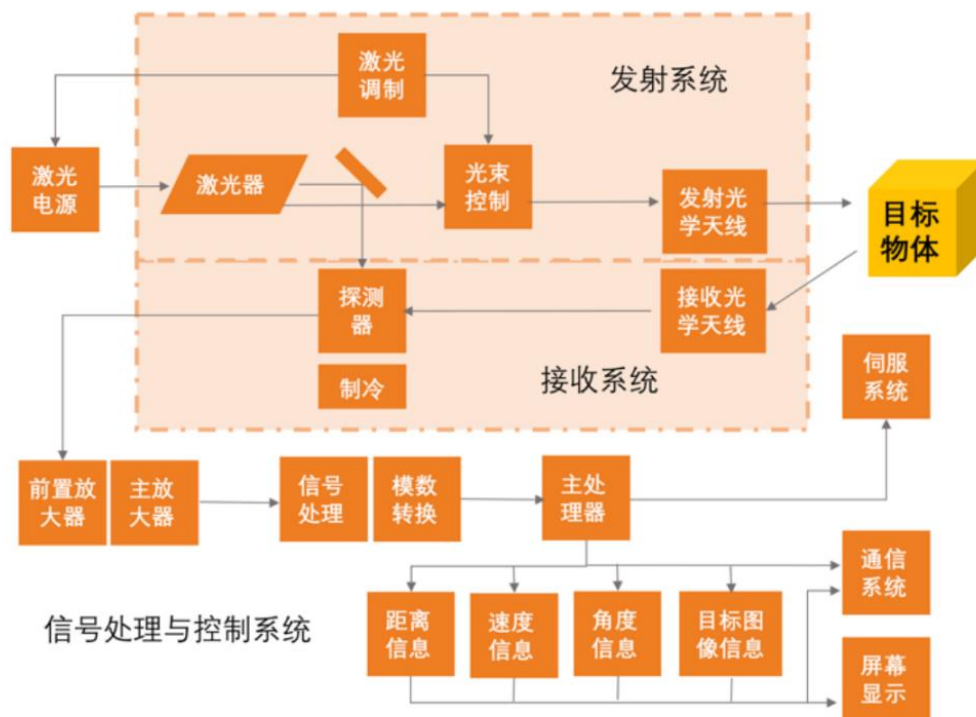 激光
调制
发射系统
激光
电源
激光器
光束
控制
发射光
学天线
目标
物体
探测
器
接收光
学天线
制冷
接收系统
伺服
系统
前置放
大器
主放
大器
信号
处理
模数
转换
主处
理器
通信
系统
信号处理与控制系统
距离
信息
速度
信息
角度
信息
目标图
像信息
屏幕
显示